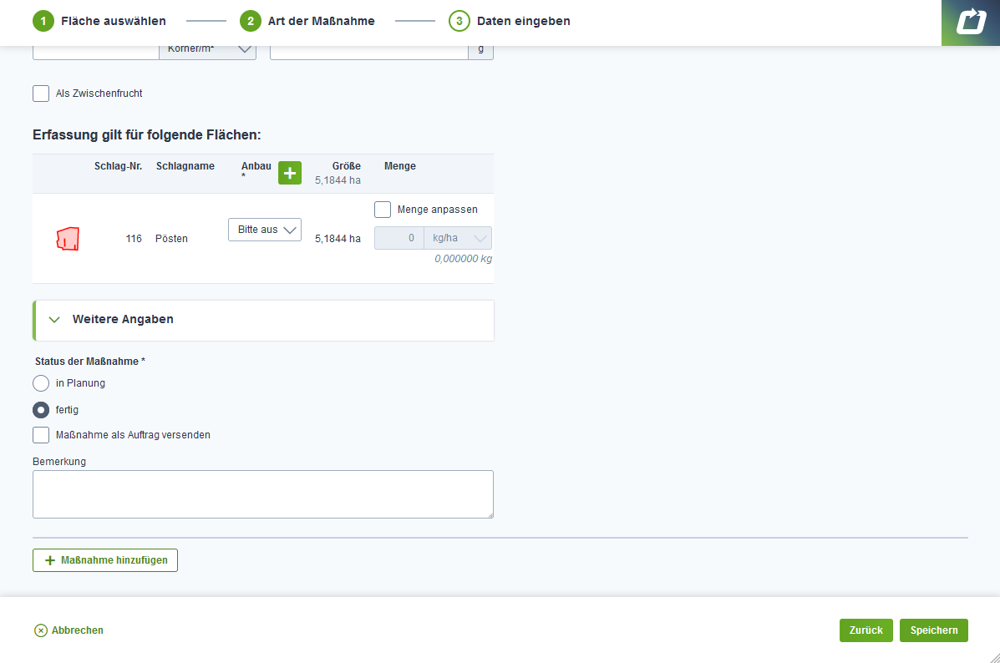 1 Fläche auswählen 2 Art der Maßnahme 3 Daten eingeben
Körner/m² g
Als Zwischenfrucht
Erfassung gilt für folgende Flächen:
Schlag-Nr. Schlagname Anbau * Größe Menge
5,1844 ha
Menge anpassen
116 Pösten Bitte aus 5,1844 ha 0 kg/ha
0,000000 kg
Weitere Angaben
Status der Maßnahme *
in Planung
fertig
Maßnahme als Auftrag versenden
Bemerkung
Maßnahme hinzufügen
Abbrechen Zurück Speichern